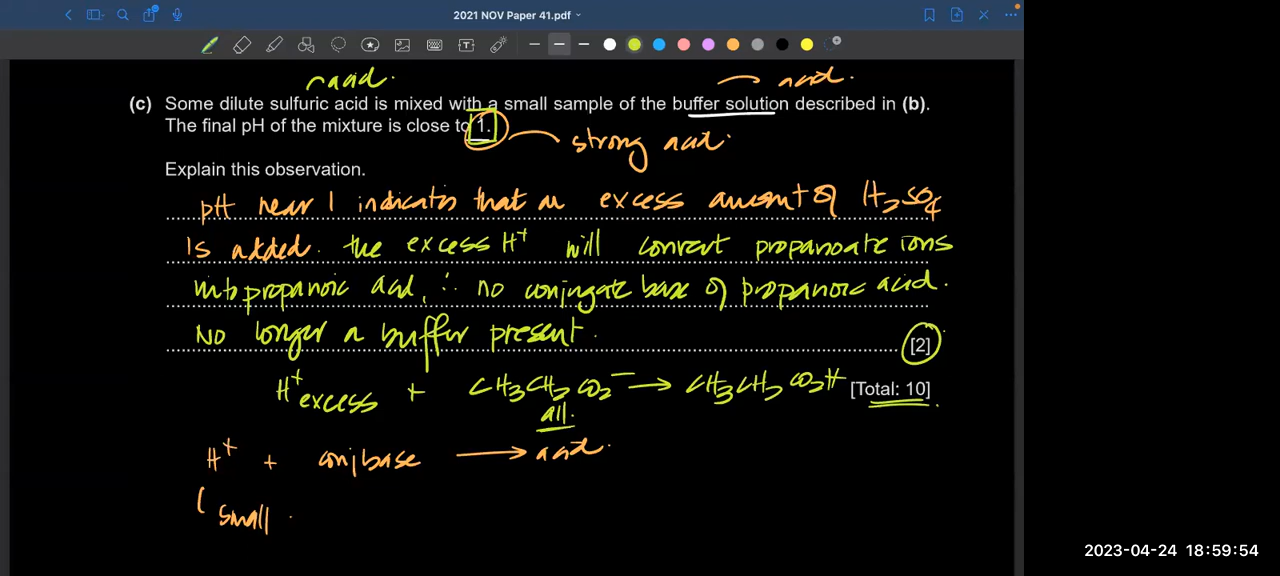 2021 NOV Paper 41.pdf
acid. acid.
(c) Some dilute sulfuric acid is mixed with a small sample of the buffer solution described in (b).
The final pH of the mixture is close to 1.
strong acid.
Explain this observation.
pH near 1 indicates that an excess amount of H2SO4
is added. the excess H+ will convert propanoate ions
into propanoic acid, ∴ no conjugate base of propanoic acid.
No longer a buffer present.
[2]
H+ excess + CH3CH2CO2− → CH3CH2CO2H
[Total: 10]
all.
H+ + conj base → acid.
( small .
2023-04-24 18:59:54